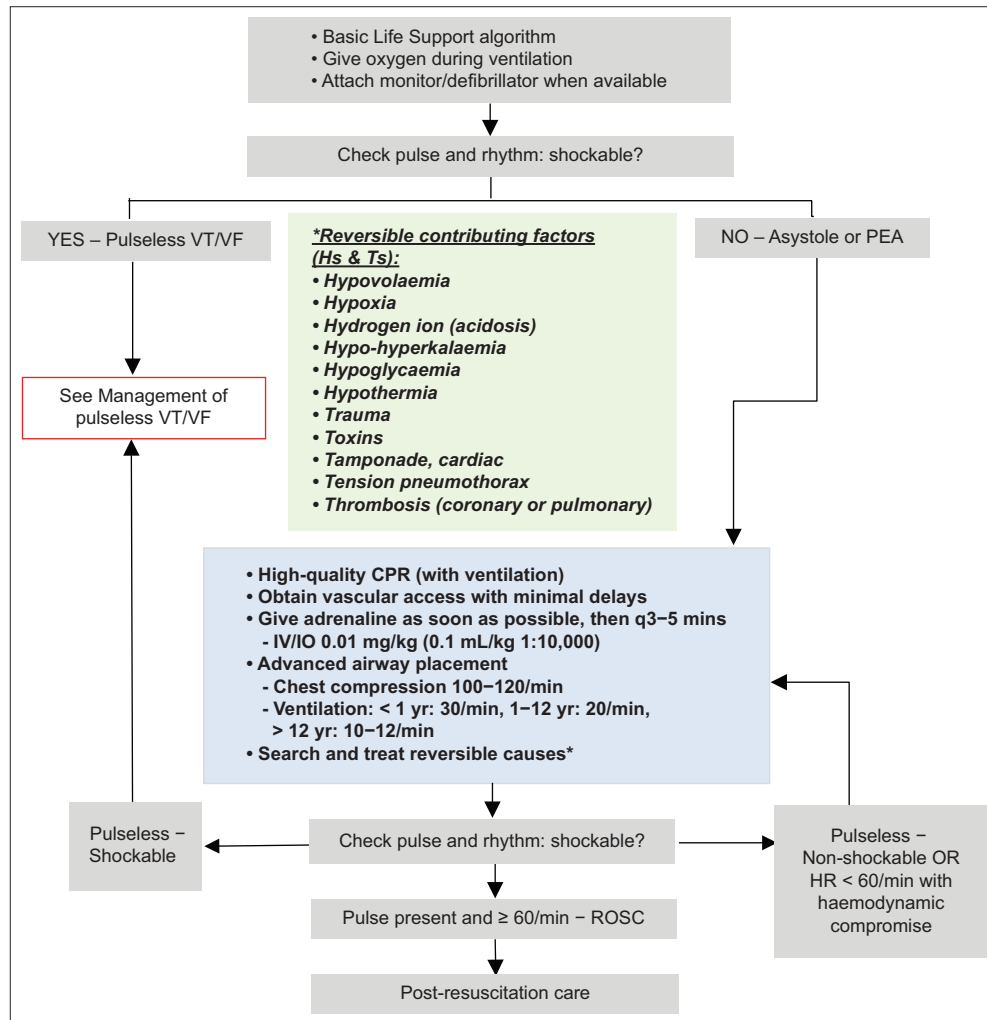 • Basic Life Support algorithm
• Give oxygen during ventilation
• Attach monitor/defibrillator when available
Check pulse and rhythm: shockable?
YES – Pulseless VT/VF
*Reversible contributing factors
(Hs & Ts):
• Hypovolaemia
• Hypoxia
• Hydrogen ion (acidosis)
• Hypo-hyperkalaemia
• Hypoglycaemia
• Hypothermia
• Trauma
• Toxins
• Tamponade, cardiac
• Tension pneumothorax
• Thrombosis (coronary or pulmonary)
NO – Asystole or PEA
See Management of
pulseless VT/VF
• High-quality CPR (with ventilation)
• Obtain vascular access with minimal delays
• Give adrenaline as soon as possible, then q3−5 mins
- IV/IO 0.01 mg/kg (0.1 mL/kg 1:10,000)
• Advanced airway placement
- Chest compression 100−120/min
- Ventilation: < 1 yr: 30/min, 1−12 yr: 20/min,
> 12 yr: 10−12/min
• Search and treat reversible causes*
Pulseless −
Shockable
Check pulse and rhythm: shockable?
Pulseless −
Non-shockable OR
HR < 60/min with
haemodynamic
compromise
Pulse present and ≥ 60/min − ROSC
Post-resuscitation care